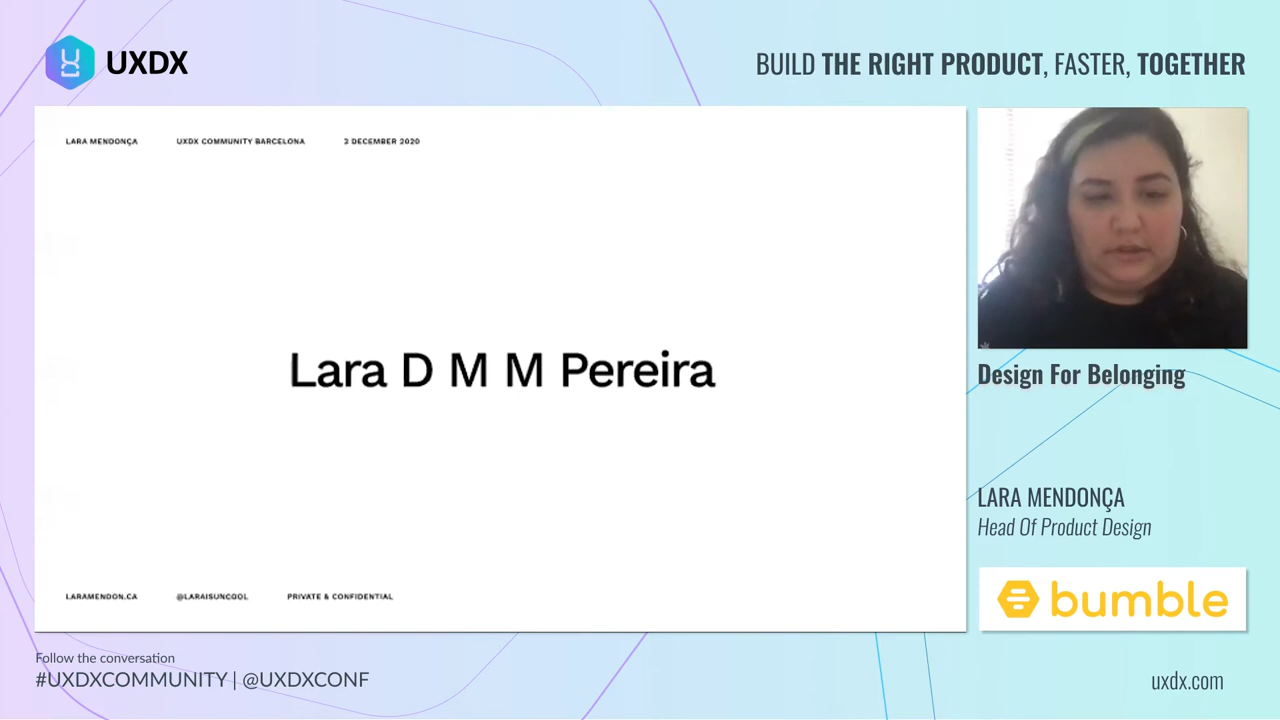 UXDX
BUILD THE RIGHT PRODUCT, FASTER, TOGETHER
LARA MENDONÇA UXDX COMMUNITY BARCELONA 3 DECEMBER 2020
Lara D M M Pereira
LARAMENDON.CA @LARAISUNCOOL PRIVATE & CONFIDENTIAL
Design For Belonging
LARA MENDONÇA
Head Of Product Design
bumble
Follow the conversation
#UXDXCOMMUNITY | @UXDXCONF
uxdx.com